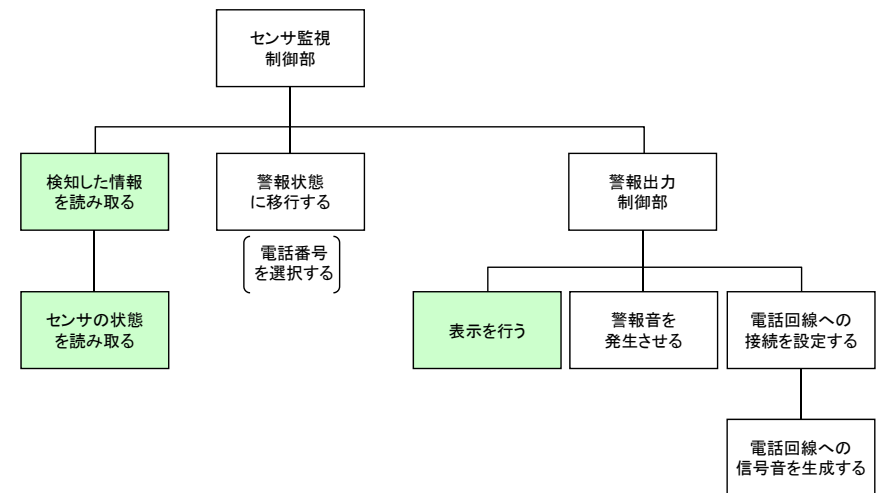 センサ監視
制御部
検知した情報
を読み取る
警報状態
に移行する
警報出力
制御部
電話番号
を選択する
センサの状態
を読み取る
表示を行う
警報音を
発生させる
電話回線への
接続を設定する
電話回線への
信号音を生成する